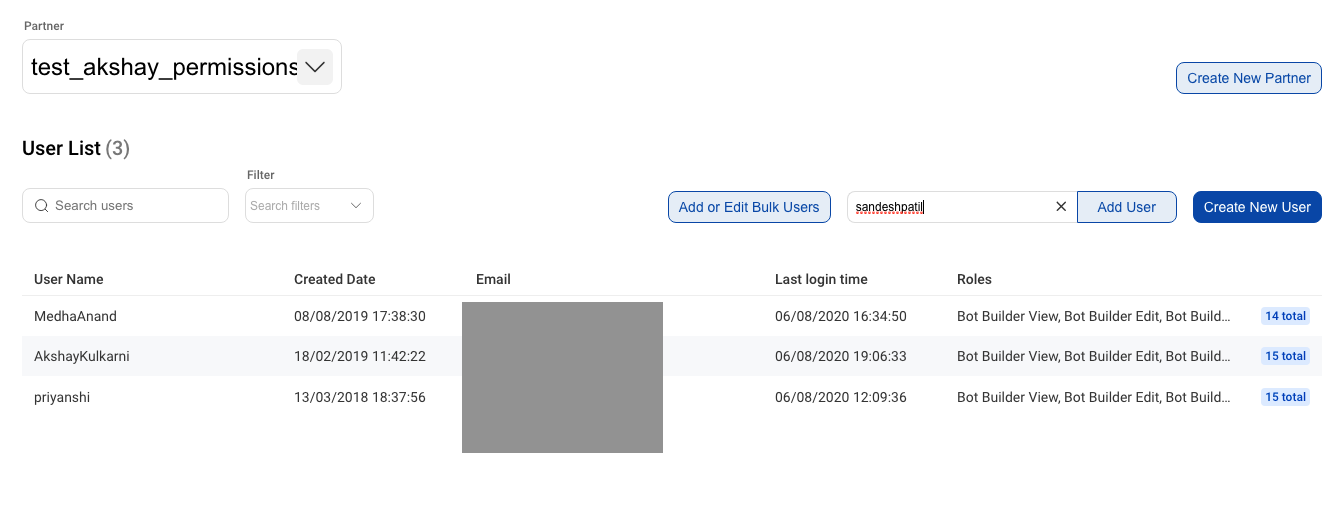 Partner
test_akshay_permissions
Create New Partner
User List (3)
Filter
Search users
Search filters
Add or Edit Bulk Users
sandeshpatil
Add User
Create New User
User Name Created Date Email Last login time Roles
MedhaAnand 08/08/2019 17:38:30 06/08/2020 16:34:50 Bot Builder View, Bot Builder Edit, Bot Build... 14 total
AkshayKulkarni 18/02/2019 11:42:22 06/08/2020 19:06:33 Bot Builder View, Bot Builder Edit, Bot Build... 15 total
priyanshi 13/03/2018 18:37:56 06/08/2020 12:09:36 Bot Builder View, Bot Builder Edit, Bot Build... 15 total